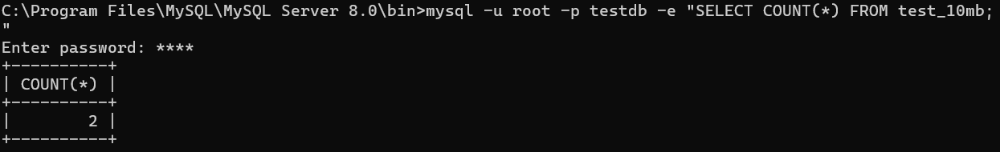 C:\Program Files\MySQL\MySQL Server 8.0\bin>mysql -u root -p testdb -e "SELECT COUNT(*) FROM test_10mb;
"
Enter password: ****
+----------+
| COUNT(*) |
+----------+
|        2 |
+----------+